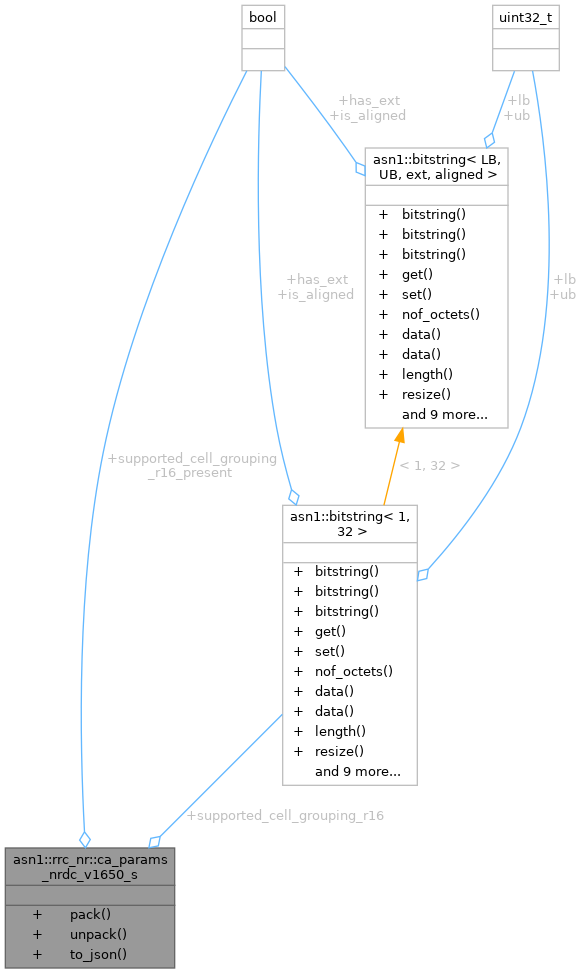 bool
uint32_t
+has_ext
+is_aligned
+lb
+ub
asn1::bitstring< LB,
UB, ext, aligned >
+ bitstring()
+ bitstring()
+ bitstring()
+ get()
+ set()
+ nof_octets()
+ data()
+ data()
+ length()
+ resize()
and 9 more...
+has_ext
+is_aligned
+lb
+ub
+supported_cell_grouping
_r16_present
< 1, 32 >
asn1::bitstring< 1,
32 >
+ bitstring()
+ bitstring()
+ bitstring()
+ get()
+ set()
+ nof_octets()
+ data()
+ data()
+ length()
+ resize()
and 9 more...
+supported_cell_grouping_r16
asn1::rrc_nr::ca_params
_nrdc_v1650_s
+ pack()
+ unpack()
+ to_json()